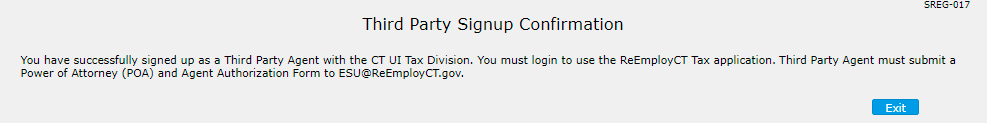 SREG-017
Third Party Signup Confirmation
You have successfully signed up as a Third Party Agent with the CT UI Tax Division. You must login to use the ReEmployCT Tax application. Third Party Agent must submit a
Power of Attorney (POA) and Agent Authorization Form to ESU@ReEmployCT.gov.
Exit